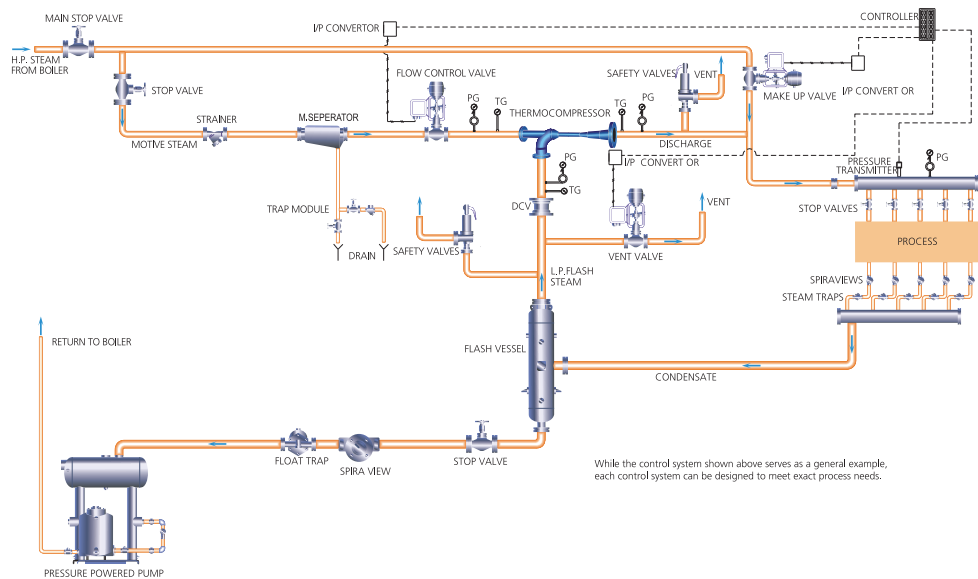 MAIN STOP VALVE
I/P CONVERTOR
CONTROLLER
H.P. STEAM
FROM BOILER
STOP VALVE
FLOW CONTROL VALVE
SAFETY VALVES
VENT
MAKE UP VALVE
I/P CONVERT OR
STRAINER
M.SEPERATOR
PG
TG
THERMOCOMPRESSOR
TG
PG
MOTIVE STEAM
DISCHARGE
I/P CONVERT OR
PG
TG
PRESSURE
TRANSMITTER
PG
TRAP MODULE
DCV
VENT
STOP VALVES
DRAIN
SAFETY VALVES
VENT VALVE
PROCESS
L.P.FLASH
STEAM
SPIRAVIEWS
STEAM TRAPS
RETURN TO BOILER
FLASH VESSEL
CONDENSATE
FLOAT TRAP
SPIRA VIEW
STOP VALVE
While the control system shown above serves as a general example,
each control system can be designed to meet exact process needs.
PRESSURE POWERED PUMP